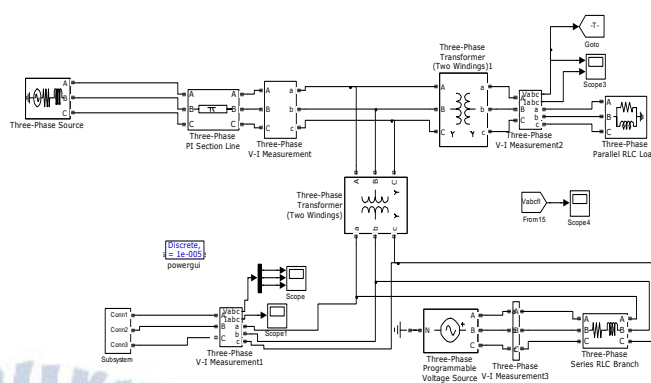 -T-
Goto
Three-Phase
Transformer
(Two Windings)1
Scope3
A
B
C
Three-Phase Source
A
B
C
A
B
C
Three-Phase
PI Section Line
A
B
C
a
b
c
Three-Phase
V-I Measurement
A
B
C
a
b
c
Y
Y
Vabc
Iabc
A
B
C
a
b
c
Three-Phase
V-I Measurement2
A
B
C
Three-Phase
Parallel RLC Loa
Three-Phase
Transformer
(Two Windings)
A
B
C
Y
Y
a
b
c
Vabcfl
From15
Scope4
Discrete,
= 1e-005
powergui
Scope
Conn1
Conn2
Conn3
Subsystem
Vabc
Iabc
A
B
C
a
b
c
Three-Phase
V-I Measurement1
Scope1
N
A
B
C
Three-Phase
Programmable
Voltage Source
A
B
C
Three-Phase
V-I Measurement3
A
B
C
A
B
C
Three-Phase
Series RLC Branch